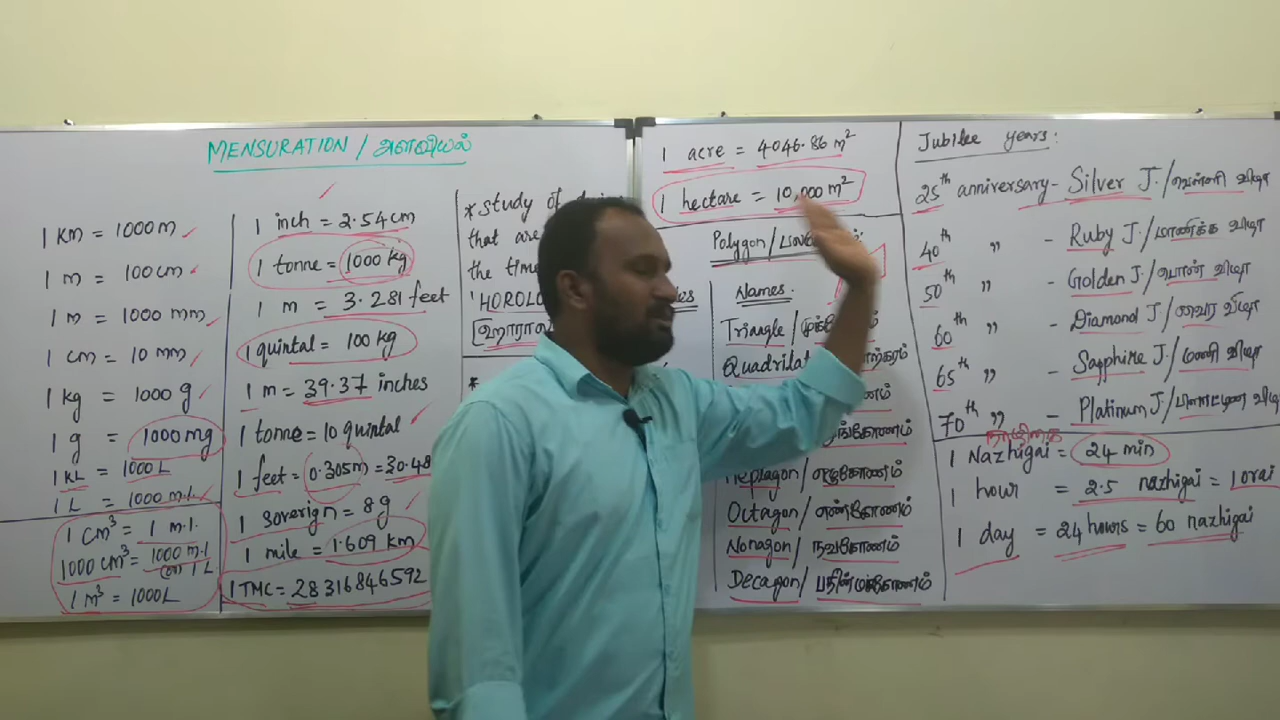 MENSURATION / அளவியல்
1 KM = 1000 m
1 m = 100 cm
1 m = 1000 mm
1 cm = 10 mm
1 kg = 1000 g
1 g = 1000 mg
1 KL = 1000 L
1 L = 1000 m.l.
1 Cm³ = 1 m.l.
1000 cm³ = 1000 m.l
(or) 1 L
1 m³ = 1000L
1 inch = 2.54 cm
1 tonne = 1000 kg
1 m = 3.281 feet
1 quintal = 100 kg
1 m = 39.37 inches
1 tonne = 10 quintal
1 feet = 0.305m = 30.48
1 soverign = 8 g
1 mile = 1.609 km
1 TMC = 28316846592
*study of
that are
the time
'HOROLO
1 acre = 4046.86 m²
1 hectare = 10,000 m²
Polygon /
Names.
Triangle /
Quadrilat
Heptagon / எழுகோணம்
Octagon / எண்கோணம்
Nonagon / நவகோணம்
Decagon /
Jubilee years:
25th anniversary - Silver J. / வெள்ளி விழா
40th " - Ruby J. / மாணிக்க விழா
50th " - Golden J / பொன் விழா
60th " - Diamond J / வைர விழா
65th " - Sapphire J. / மணி விழா
70th " - Platinum J / பிளாட்டின விழா
நாழிகை
1 Nazhigai = 24 min
1 hour = 2.5 nazhigai = 1 orai
1 day = 24 hours = 60 nazhigai